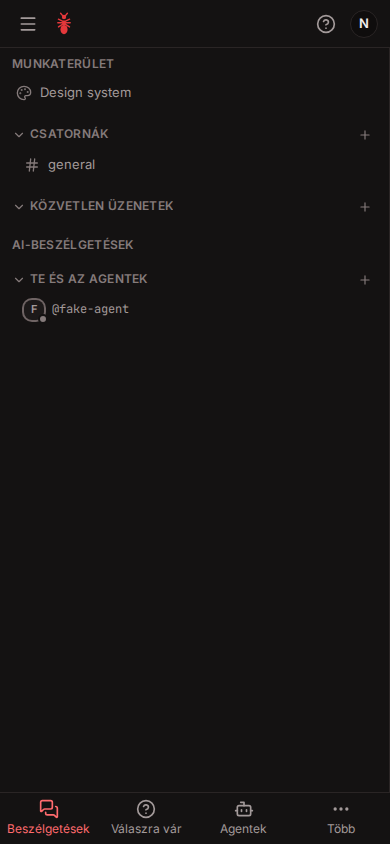 N
MUNKATERÜLET
Design system
CSATORNÁK
general
KÖZVETLEN ÜZENETEK
AI-BESZÉLGETÉSEK
TE ÉS AZ AGENTEK
F @fake-agent
Beszélgetések Válaszra vár Agentek Több